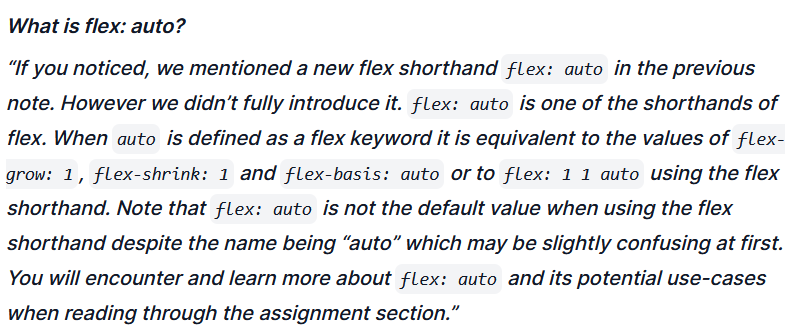 What is flex: auto?
“If you noticed, we mentioned a new flex shorthand flex: auto in the previous
note. However we didn’t fully introduce it. flex: auto is one of the shorthands of
flex. When auto is defined as a flex keyword it is equivalent to the values of flex-
grow: 1, flex-shrink: 1 and flex-basis: auto or to flex: 1 1 auto using the flex
shorthand. Note that flex: auto is not the default value when using the flex
shorthand despite the name being “auto” which may be slightly confusing at first.
You will encounter and learn more about flex: auto and its potential use-cases
when reading through the assignment section.”